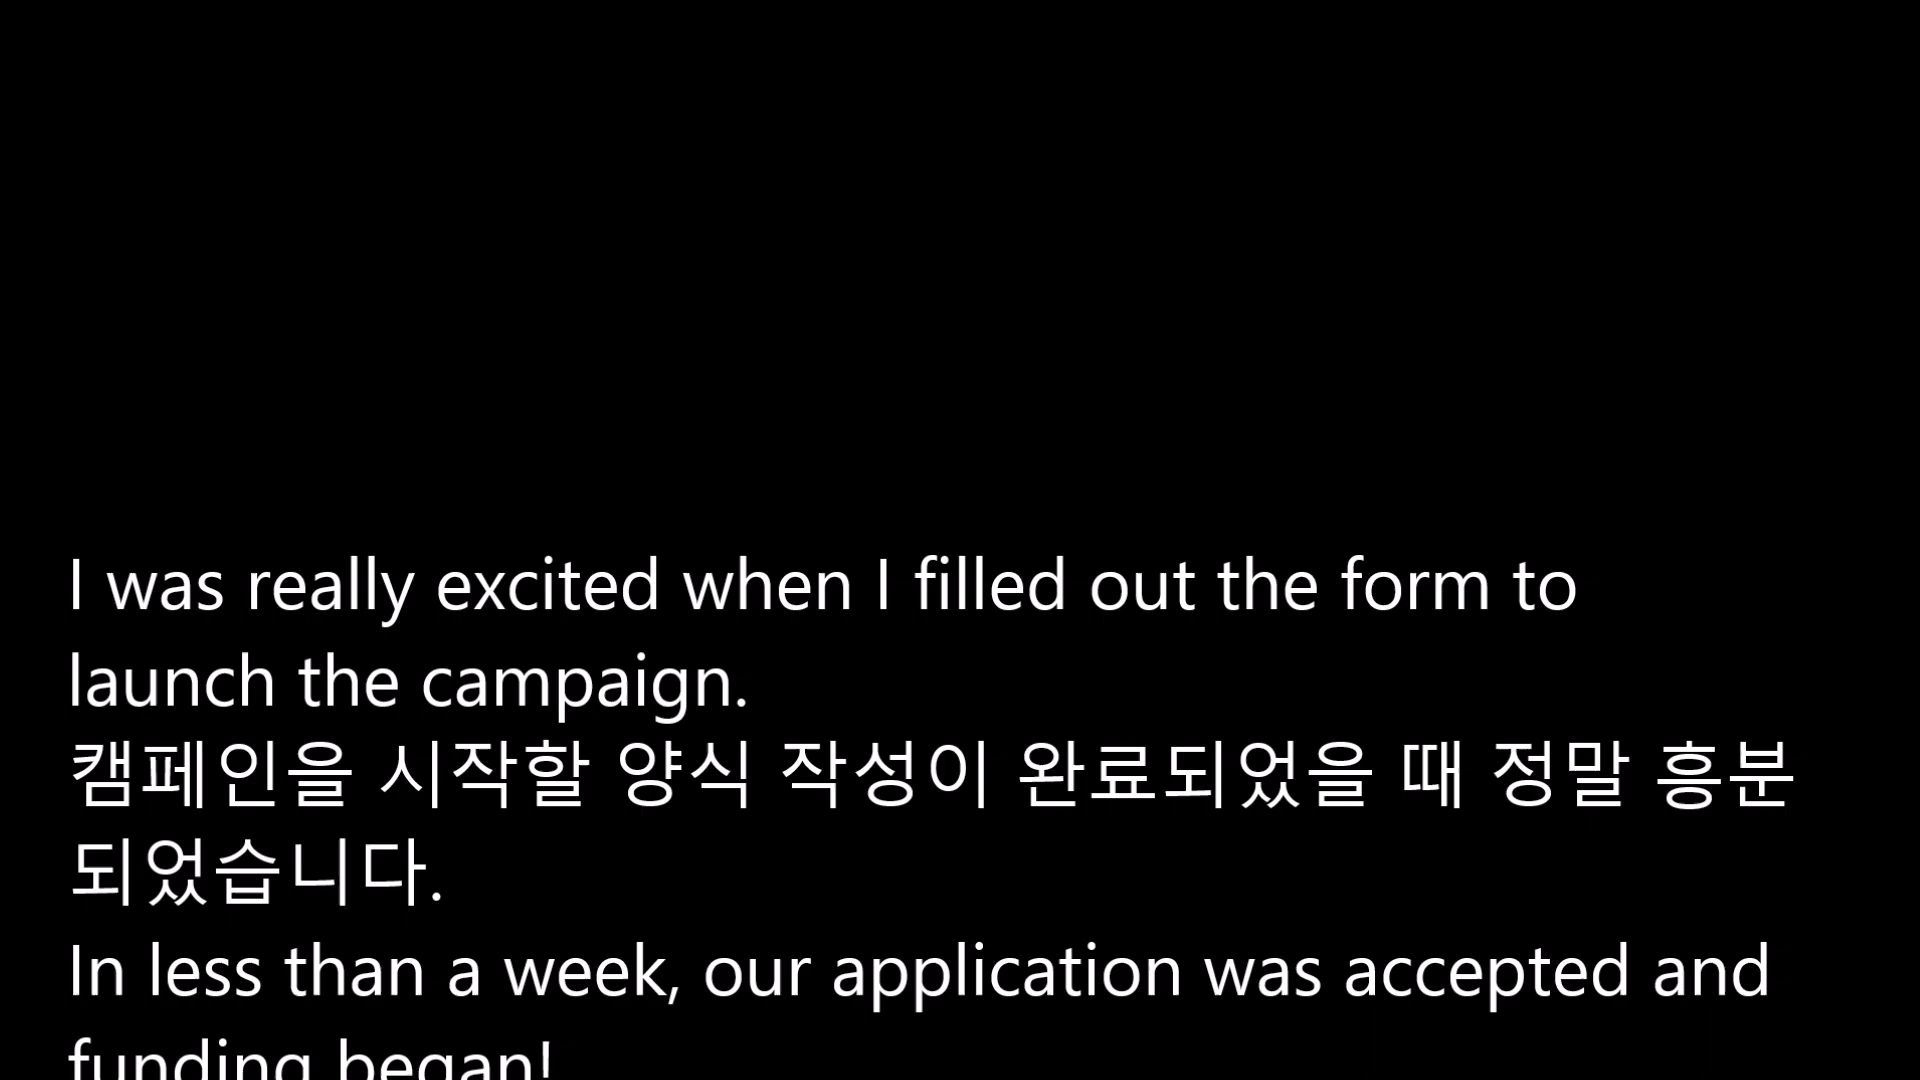 I was really excited when I filled out the form to
launch the campaign.
캠페인을 시작할 양식 작성이 완료되었을 때 정말 흥분
되었습니다.
In less than a week, our application was accepted and
funding began!